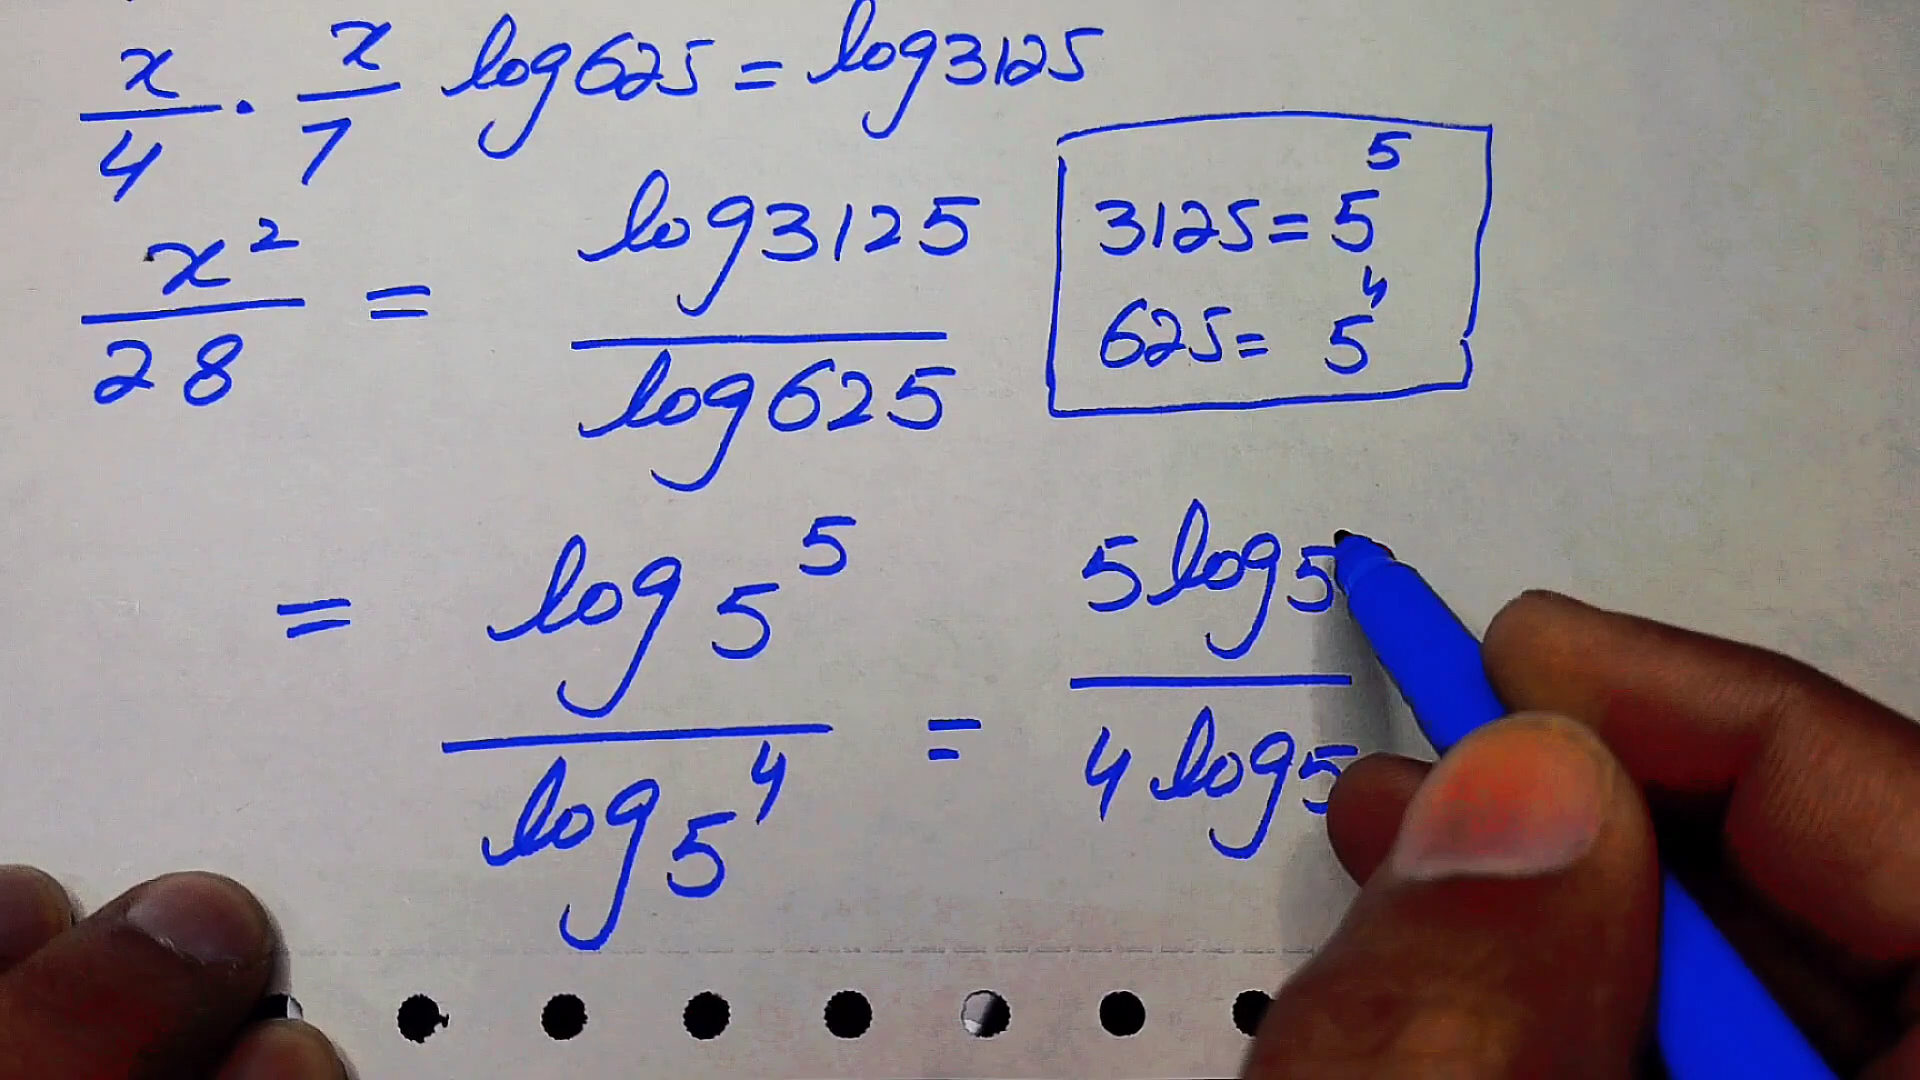 x/4 · x/7 log625 = log3125
x²/28 = log3125/log625
3125 = 5⁵
625 = 5⁴
= log5⁵/log5⁴ = 5log5/4log5